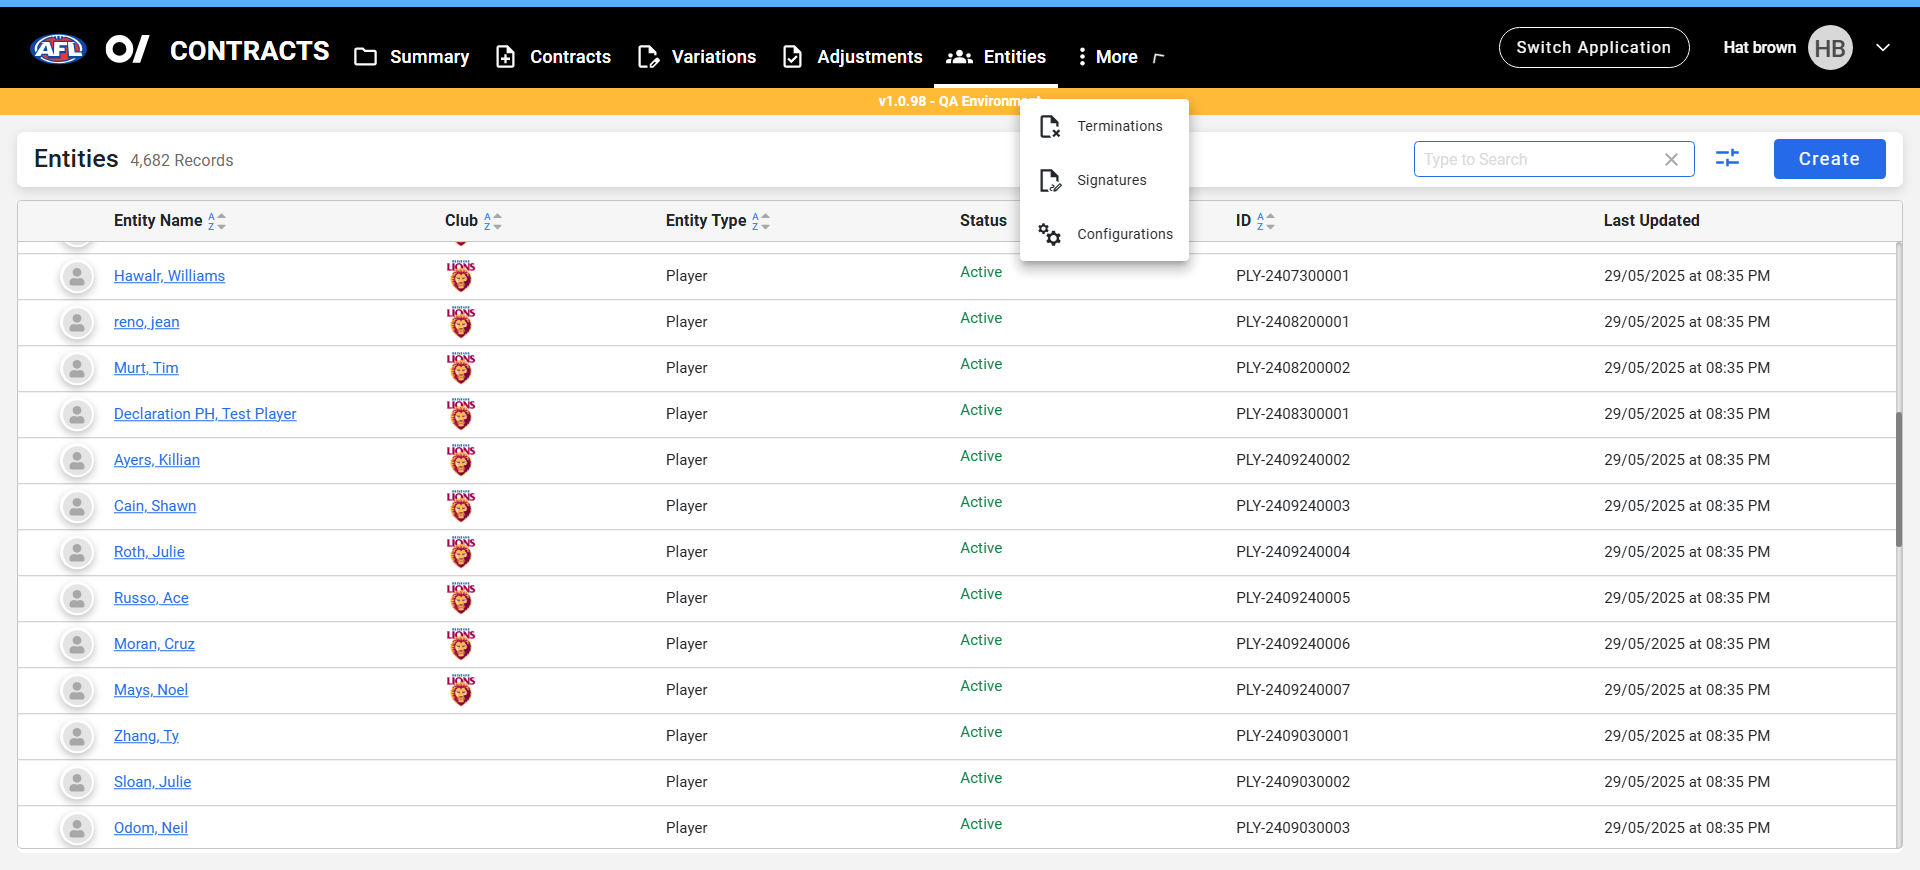 AFL CONTRACTS Summary Contracts Variations Adjustments Entities More Switch Application Hat brown HB
v1.0.98 - QA Environment
Terminations
Signatures
Configurations
Entities 4,682 Records Type to Search Create
Entity Name Club Entity Type Status ID Last Updated
Hawalr, Williams LIONS Player Active PLY-2407300001 29/05/2025 at 08:35 PM
reno, jean LIONS Player Active PLY-2408200001 29/05/2025 at 08:35 PM
Murt, Tim LIONS Player Active PLY-2408200002 29/05/2025 at 08:35 PM
Declaration PH, Test Player LIONS Player Active PLY-2408300001 29/05/2025 at 08:35 PM
Ayers, Killian LIONS Player Active PLY-2409240002 29/05/2025 at 08:35 PM
Cain, Shawn LIONS Player Active PLY-2409240003 29/05/2025 at 08:35 PM
Roth, Julie LIONS Player Active PLY-2409240004 29/05/2025 at 08:35 PM
Russo, Ace LIONS Player Active PLY-2409240005 29/05/2025 at 08:35 PM
Moran, Cruz LIONS Player Active PLY-2409240006 29/05/2025 at 08:35 PM
Mays, Noel LIONS Player Active PLY-2409240007 29/05/2025 at 08:35 PM
Zhang, Ty Player Active PLY-2409030001 29/05/2025 at 08:35 PM
Sloan, Julie Player Active PLY-2409030002 29/05/2025 at 08:35 PM
Odom, Neil Player Active PLY-2409030003 29/05/2025 at 08:35 PM